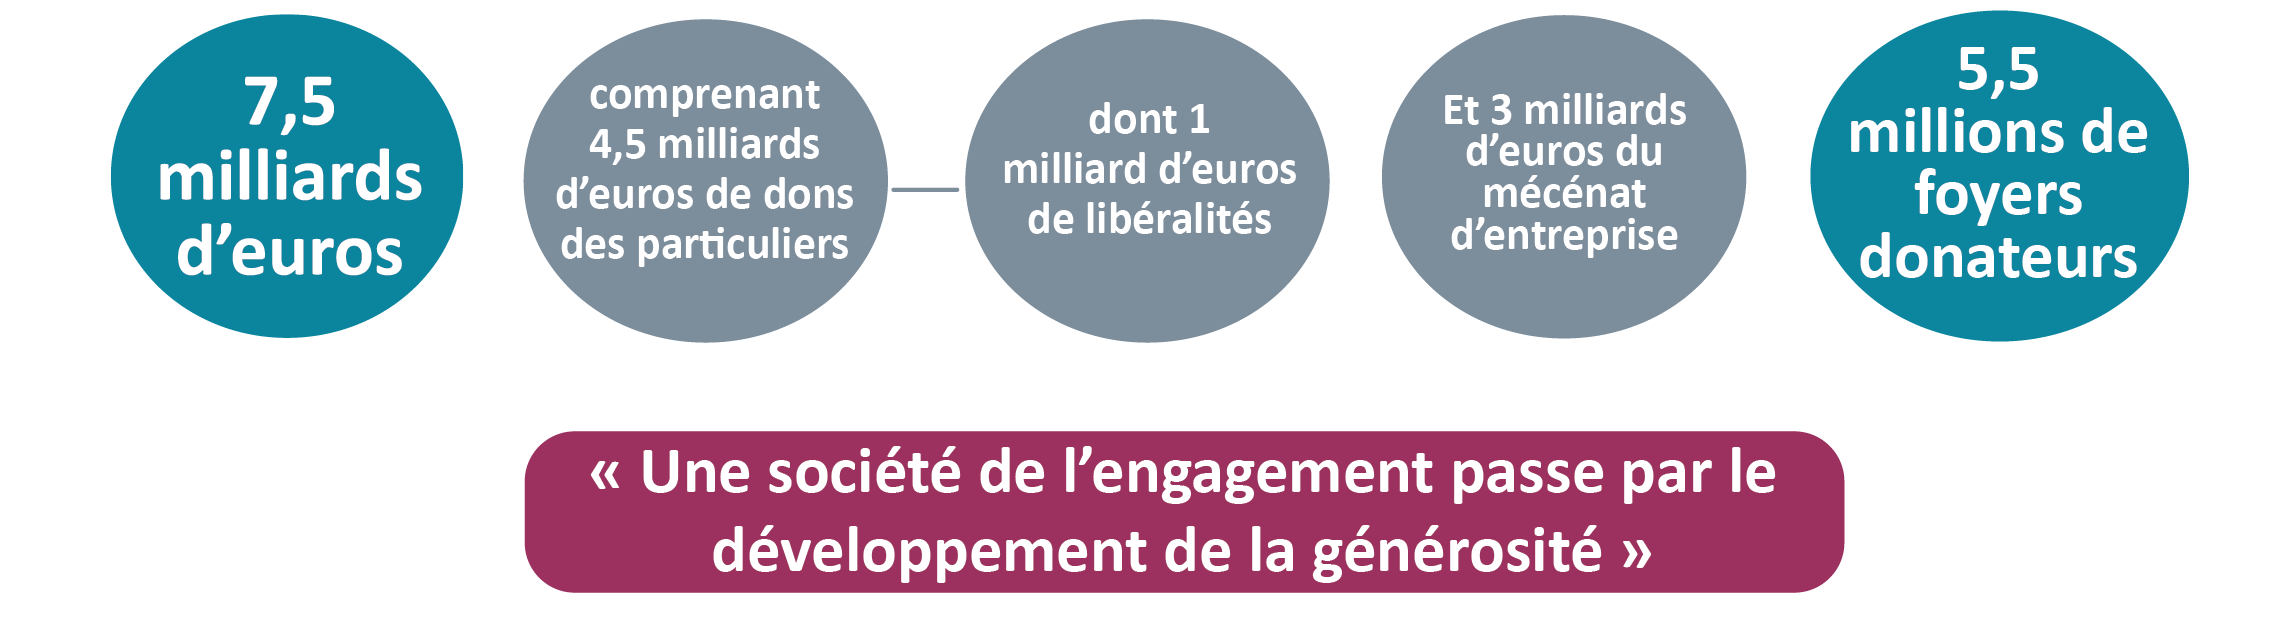 7,5
milliards
d’euros
comprenant
4,5 milliards
d’euros de dons
des particuliers
dont 1
milliard d’euros
de libéralités
Et 3 milliards
d’euros du
mécénat
d’entreprise
5,5
millions de
foyers
donateurs
« Une société de l’engagement passe par le
développement de la générosité »